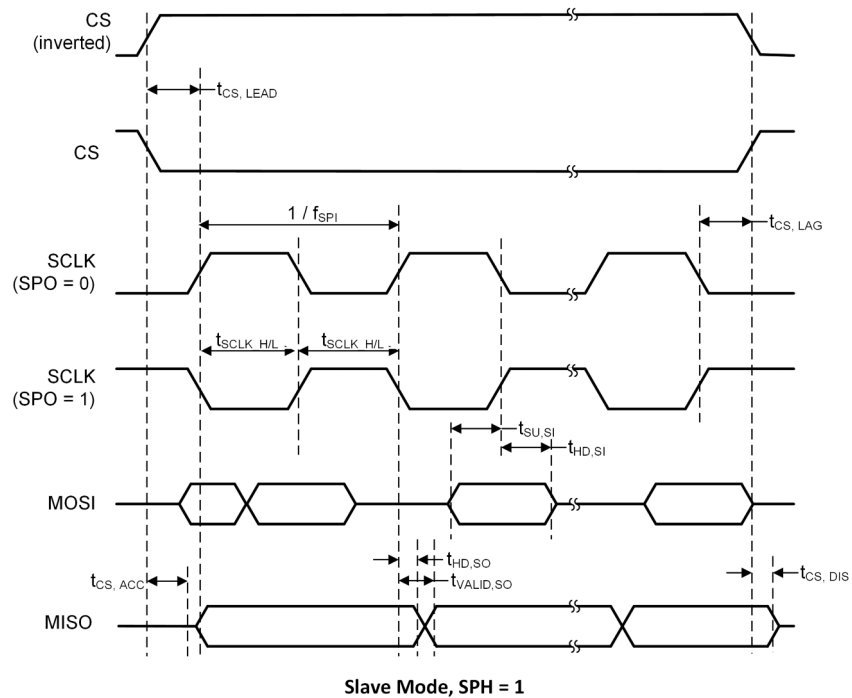 CS
(inverted)
tCS, LEAD
CS
1 / fSPI
tCS, LAG
SCLK
(SPO = 0)
tSCLK_H/L
tSCLK_H/L
SCLK
(SPO = 1)
tSU,SI
tHD,SI
MOSI
tHD,SO
tCS, ACC
tVALID,SO
tCS, DIS
MISO
Slave Mode, SPH = 1